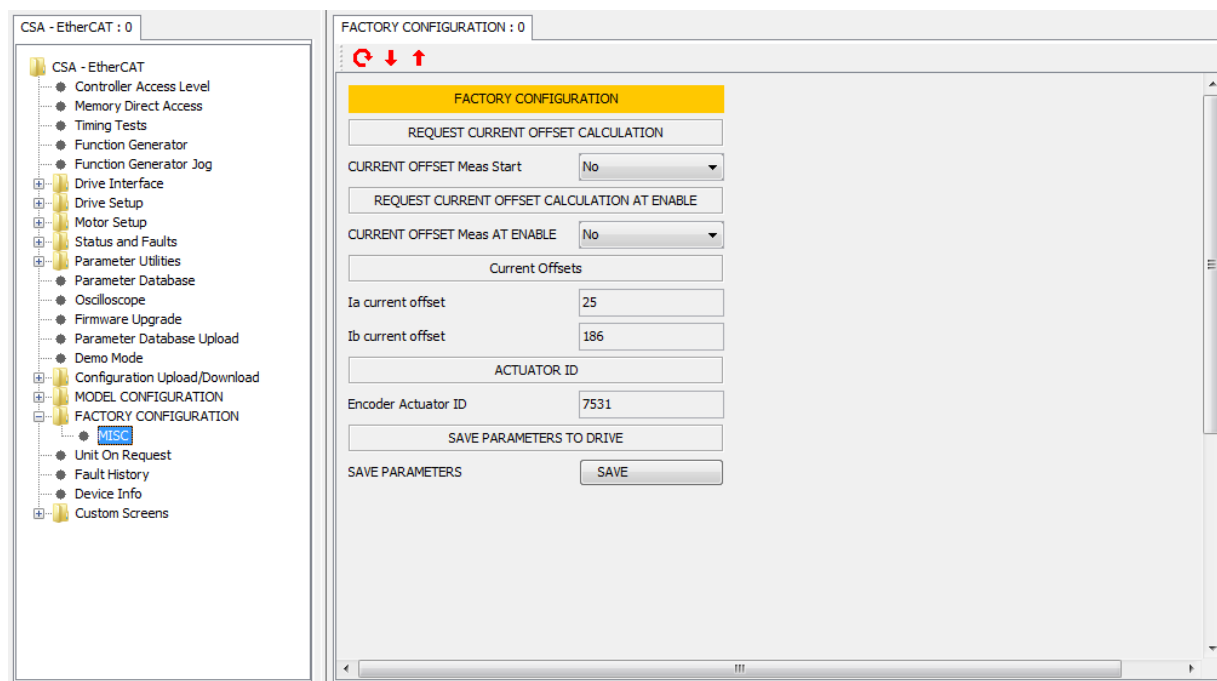 CSA - EtherCAT : 0
CSA - EtherCAT
Controller Access Level
Memory Direct Access
Timing Tests
Function Generator
Function Generator Jog
Drive Interface
Drive Setup
Motor Setup
Status and Faults
Parameter Utilities
Parameter Database
Oscilloscope
Firmware Upgrade
Parameter Database Upload
Demo Mode
Configuration Upload/Download
MODEL CONFIGURATION
FACTORY CONFIGURATION
MISC
Unit On Request
Fault History
Device Info
Custom Screens
FACTORY CONFIGURATION : 0
FACTORY CONFIGURATION
REQUEST CURRENT OFFSET CALCULATION
CURRENT OFFSET Meas Start No
REQUEST CURRENT OFFSET CALCULATION AT ENABLE
CURRENT OFFSET Meas AT ENABLE No
Current Offsets
Ia current offset 25
Ib current offset 186
ACTUATOR ID
Encoder Actuator ID 7531
SAVE PARAMETERS TO DRIVE
SAVE PARAMETERS SAVE